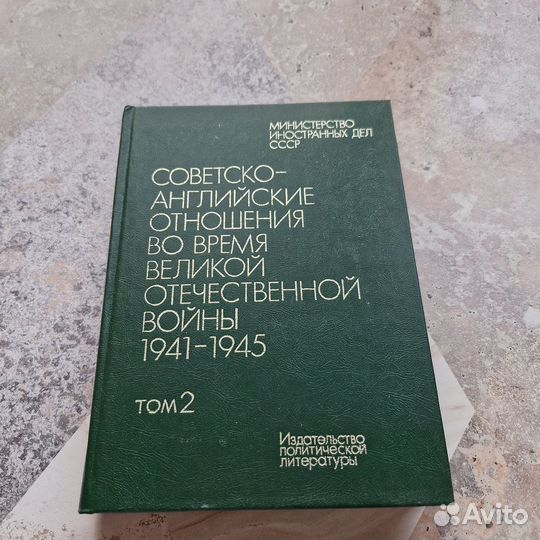 МИНИСТЕРСТВО
ИНОСТРАННЫХ ДЕЛ
СССР
СОВЕТСКО-
АНГЛИЙСКИЕ
ОТНОШЕНИЯ
ВО ВРЕМЯ
ВЕЛИКОЙ
ОТЕЧЕСТВЕННОЙ
ВОЙНЫ
1941-1945
ТОМ 2
Издательство
политической
литературы
Avito